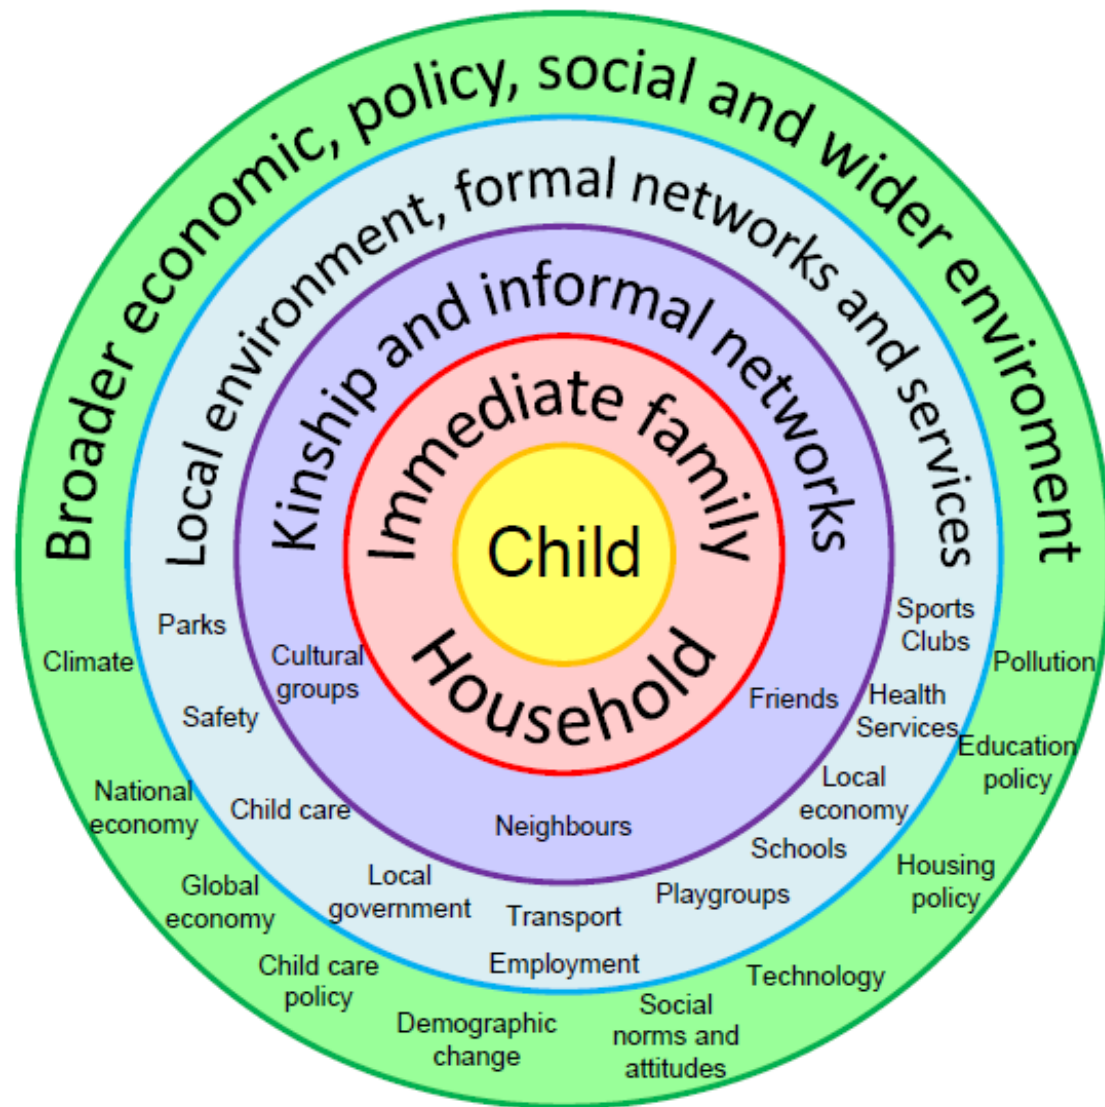 Broader economic, policy, social and wider enviroment
Local environment, formal networks and services
Kinship and informal networks
Immediate family
Child
Household
Sports
Clubs
Parks
Climate
Cultural
groups
Pollution
Friends
Health
Services
Safety
Education
policy
National
economy
Child care
Local
economy
Neighbours
Schools
Housing
policy
Global
economy
Local
government
Playgroups
Transport
Employment
Child care
policy
Technology
Demographic
change
Social
norms and
attitudes